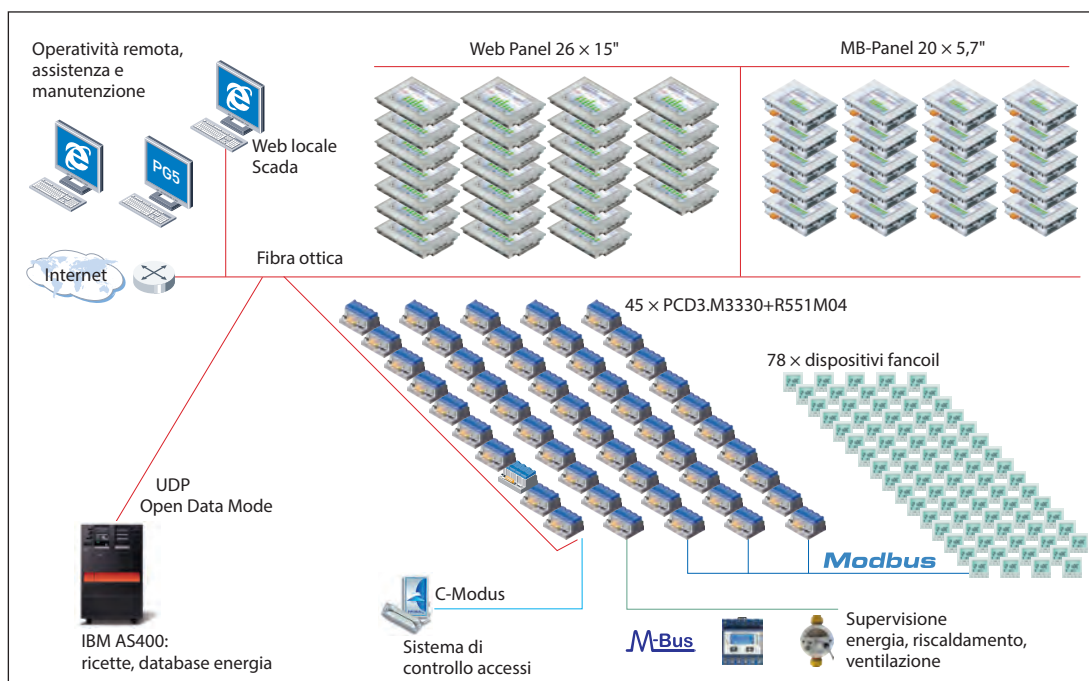 Operatività remota,
assistenza e
manutenzione
Web Panel 26 × 15"
MB-Panel 20 × 5,7"
PG5
Web locale
Scada
Internet
Fibra ottica
45 × PCD3.M3330+R551M04
78 × dispositivi fancoil
UDP
Open Data Mode
Modbus
C-Modus
IBM AS400:
ricette, database energia
Sistema di
controllo accessi
M-Bus
Supervisione
energia, riscaldamento,
ventilazione